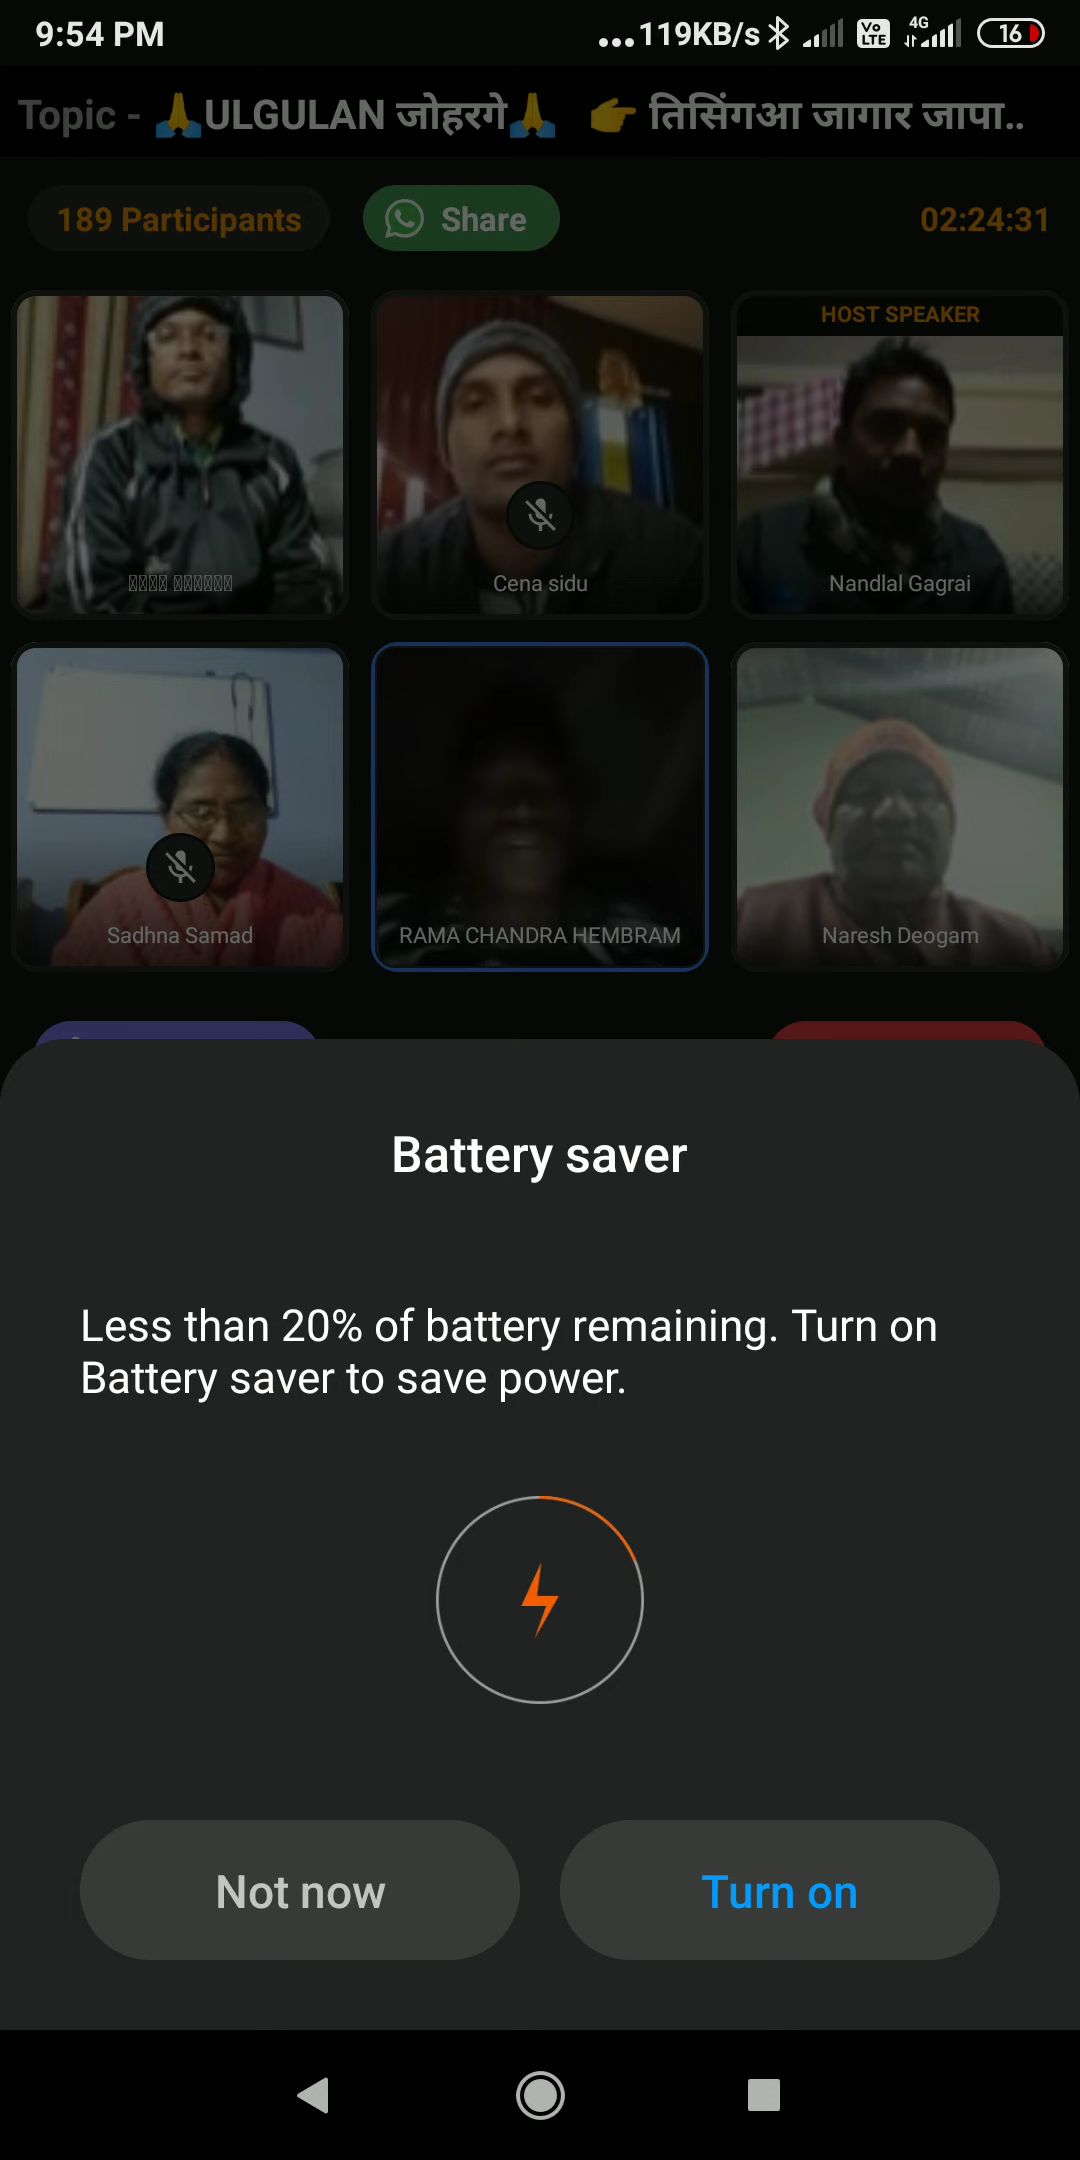 9:54 PM
...119KB/s Vo LTE 4G 16
Topic - 🙏ULGULAN जोहरगे🙏 👉 तिसिंगआ जागार जापा..
189 Participants
Share
02:24:31
HOST SPEAKER
Cena sidu
Nandlal Gagrai
Sadhna Samad
RAMA CHANDRA HEMBRAM
Naresh Deogam
Battery saver
Less than 20% of battery remaining. Turn on
Battery saver to save power.
Not now
Turn on